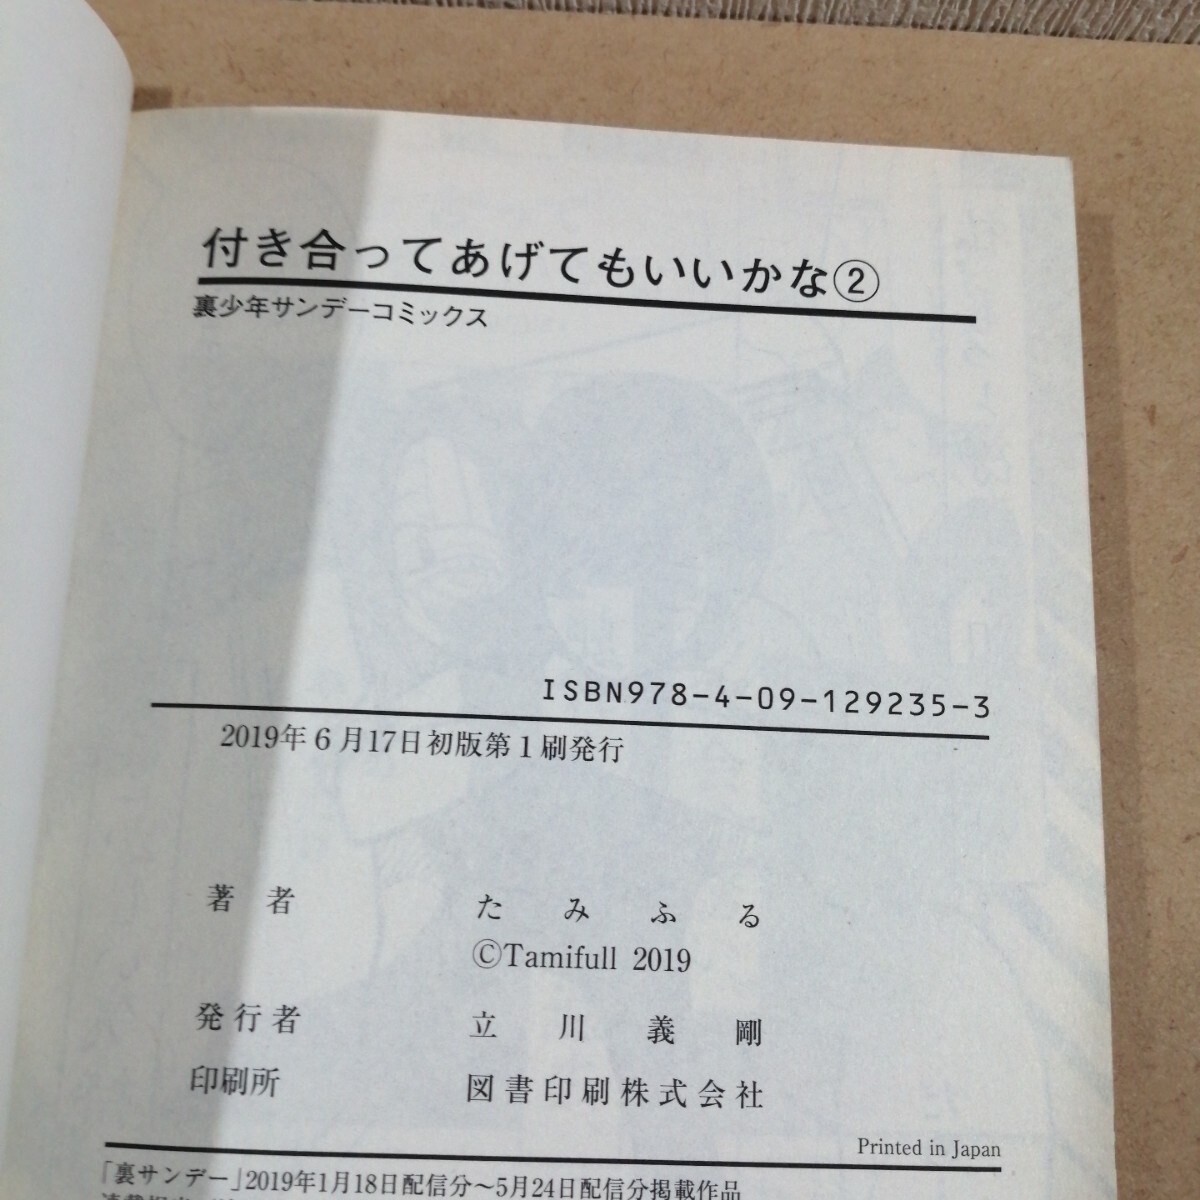 付き合ってあげてもいいかな②
裏少年サンデーコミックス
ISBN978-4-09-129235-3
2019年6月17日初版第1刷発行
著者 たみふる
©Tamifull 2019
発行者 立川義剛
印刷所 図書印刷株式会社
Printed in Japan
「裏サンデー」2019年1月18日配信分〜5月24日配信分掲載作品